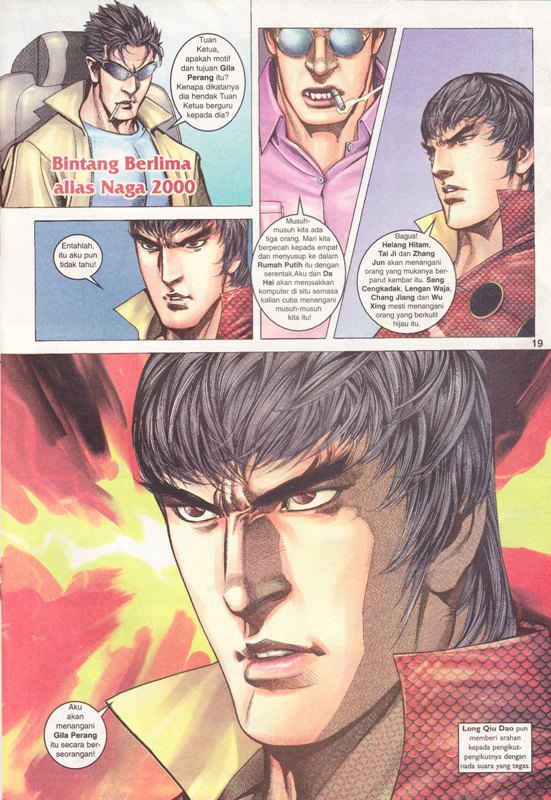 Tuan
Ketua,
apakah motif
dan tujuan Gila
Perang itu?
Kenapa dikatanya
dia hendak Tuan
Ketua berguru
kepada dia?
Bintang Berlima
alias Naga 2000
Entahlah,
itu aku pun
tidak tahu!
Musuh-
musuh kita ada
tiga orang. Mari kita
berpecah kepada empat
dan menyusup ke dalam
Rumah Putih itu dengan
serentak.Aku dan Da
Hai akan merosakkan
komputer di situ semasa
kalian cuba menangani
musuh-musuh
kita itu!
Bagus!
Helang Hitam,
Tai Ji dan Zhang
Jun akan menangani
orang yang mukanya ber-
parut kembar itu. Sang
Cengkadak, Lengan Waja,
Chang Jiang dan Wu
Xing mesti menangani
orang yang berkulit
hijau itu.
19
Aku
akan
menangani
Gila Perang
itu secara ber-
seorangan!
Long Qiu Dao pun
memberi arahan
kepada pengikut-
pengikutnya dengan
nada suara yang tegas.